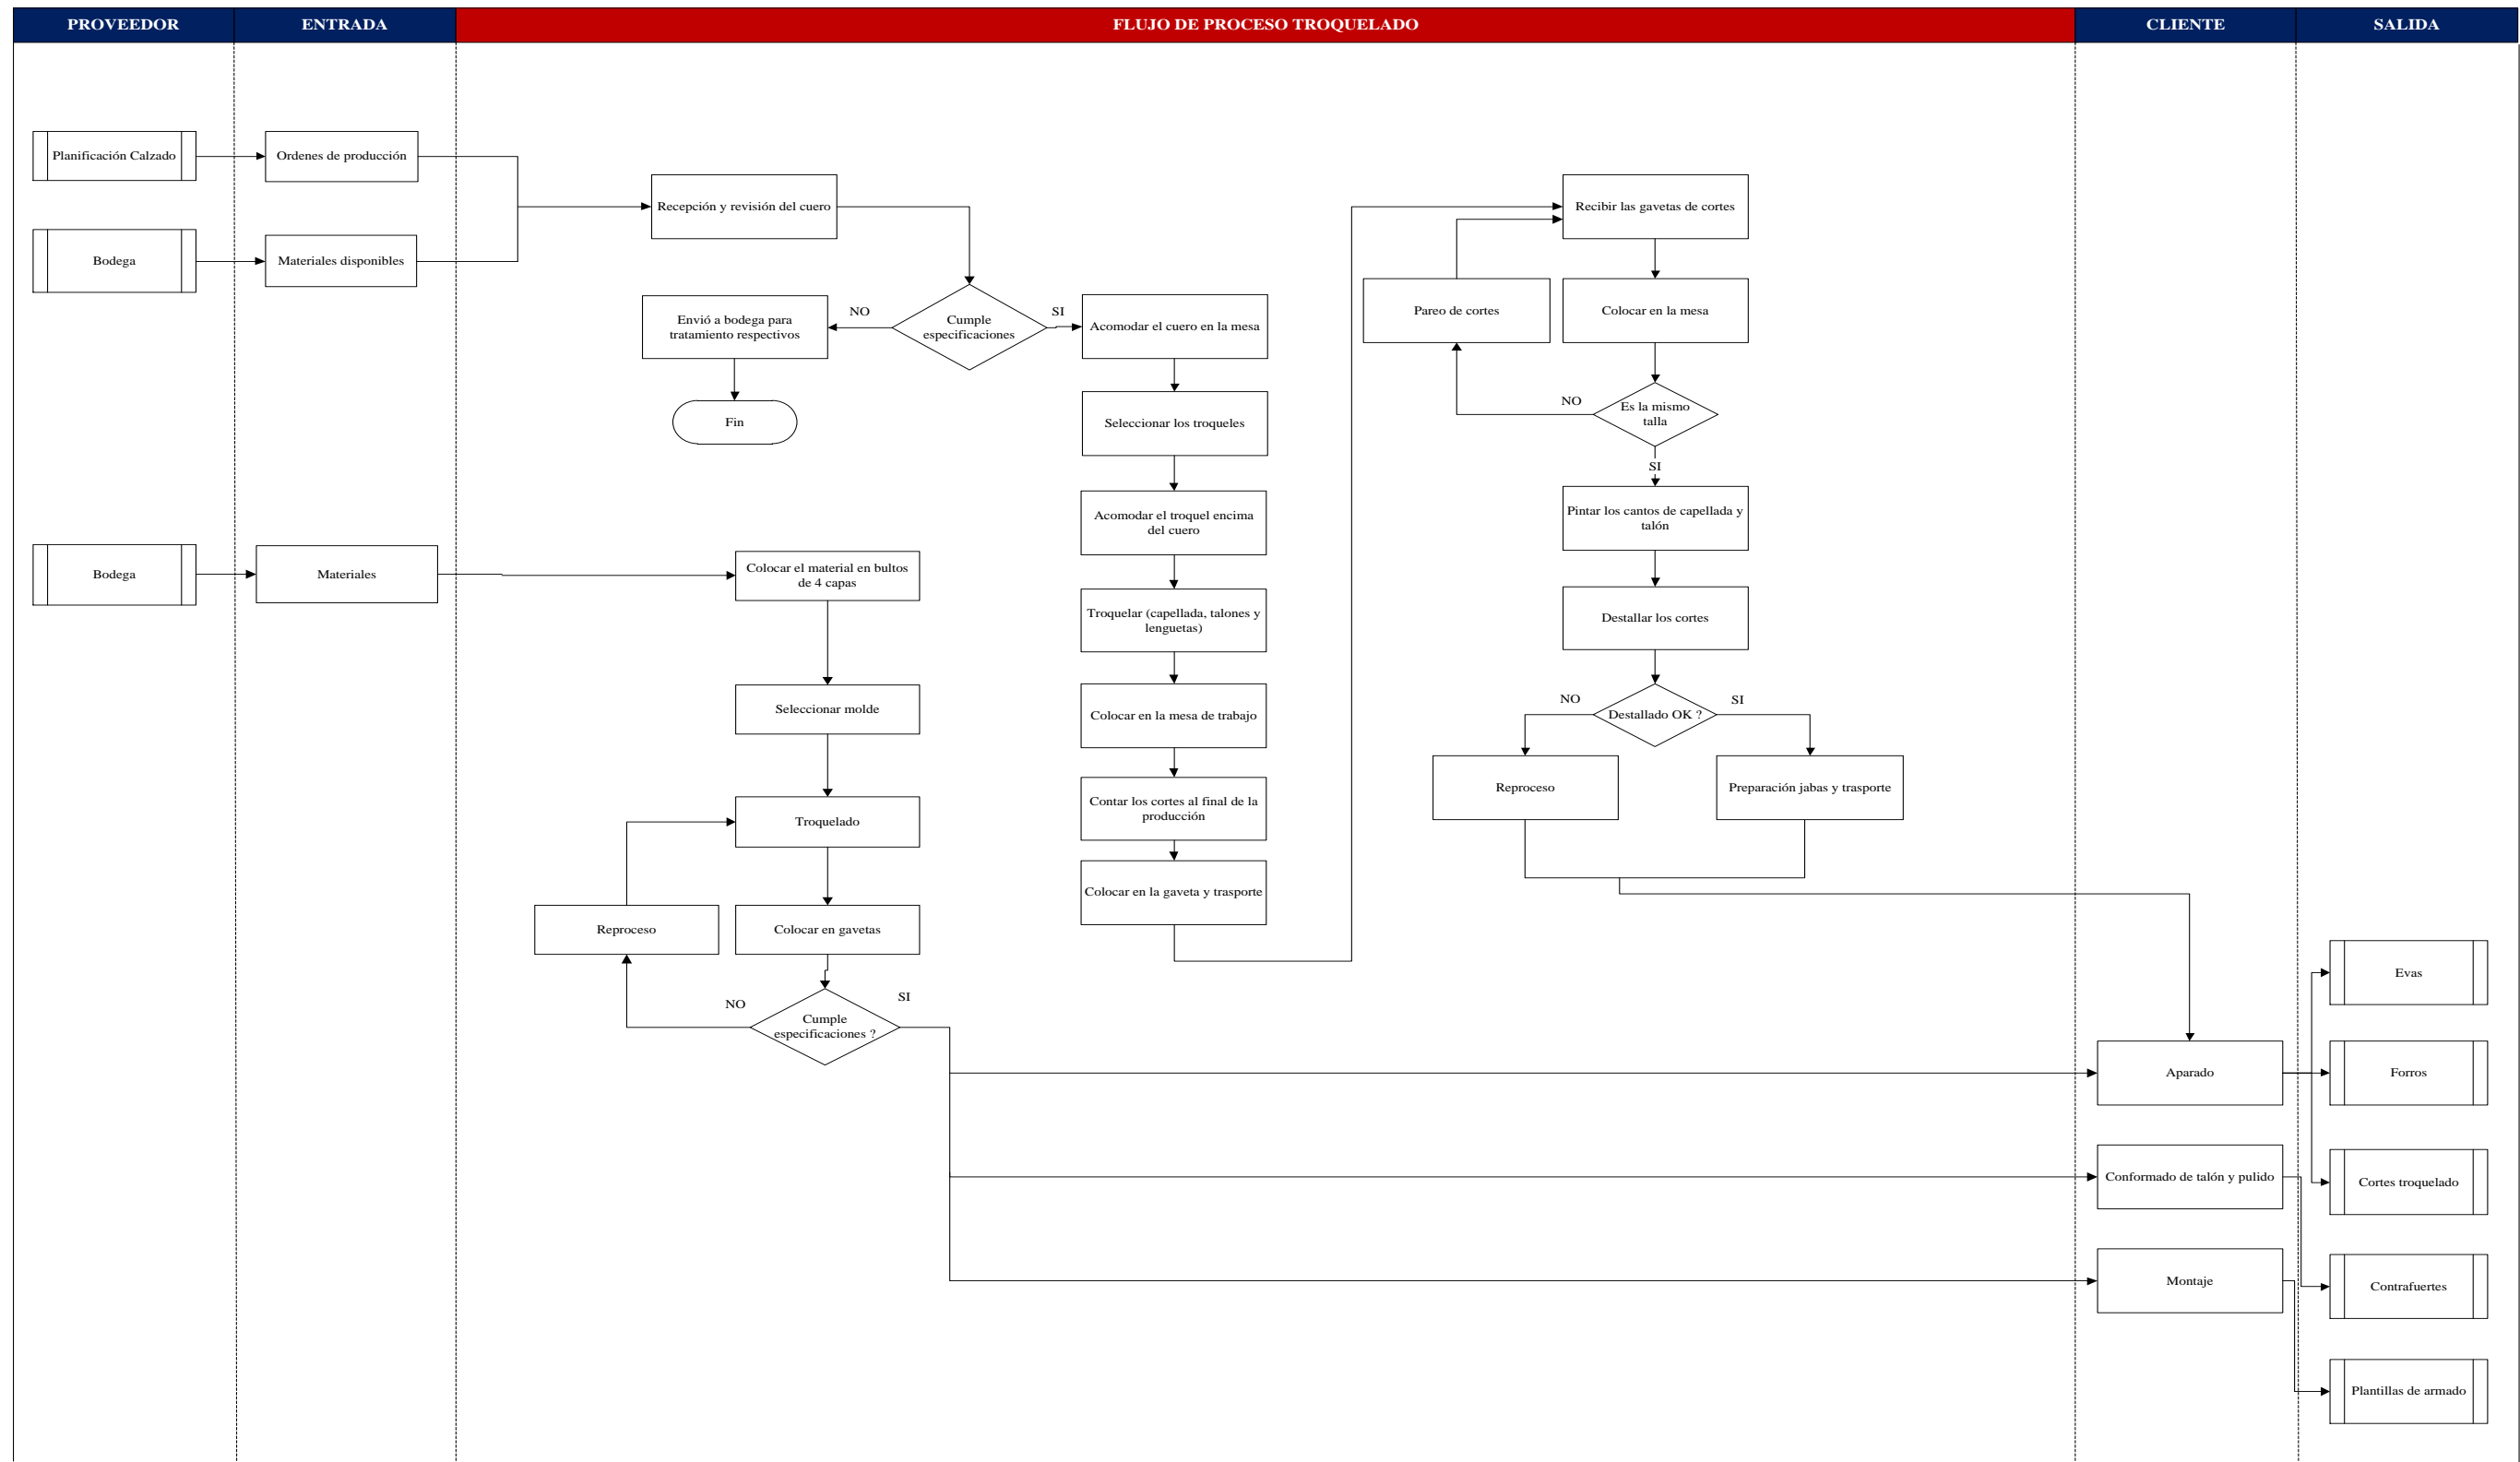 PROVEEDOR
ENTRADA
FLUJO DE PROCESO TROQUELADO
CLIENTE
SALIDA
Planificación Calzado
Ordenes de producción
Bodega
Materiales disponibles
Recepción y revisión del cuero
Cumple
especificaciones
NO
SI
Envió a bodega para
tratamiento respectivos
Fin
Acomodar el cuero en la mesa
Seleccionar los troqueles
Acomodar el troquel encima
del cuero
Troquelar (capellada, talones y
lenguetas)
Colocar en la mesa de trabajo
Contar los cortes al final de la
producción
Colocar en la gaveta y trasporte
Recibir las gavetas de cortes
Pareo de cortes
Colocar en la mesa
NO
Es la mismo
talla
SI
Pintar los cantos de capellada y
talón
Destallar los cortes
NO
Destallado OK ?
SI
Reproceso
Preparación jabas y trasporte
Bodega
Materiales
Colocar el material en bultos
de 4 capas
Seleccionar molde
Troquelado
Reproceso
Colocar en gavetas
NO
SI
Cumple
especificaciones ?
Aparado
Conformado de talón y pulido
Montaje
Evas
Forros
Cortes troquelado
Contrafuertes
Plantillas de armado